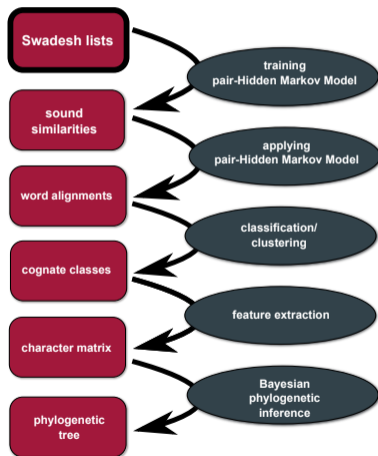 Swadesh lists
training
pair-Hidden Markov Model
sound
similarities
applying
pair-Hidden Markov Model
word alignments
classification/
clustering
cognate classes
feature extraction
character matrix
Bayesian
phylogenetic
inference
phylogenetic
tree